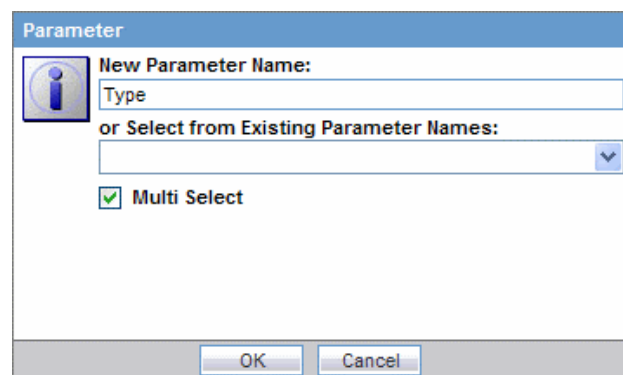 Parameter
New Parameter Name:
Type
or Select from Existing Parameter Names:
Multi Select
OK Cancel